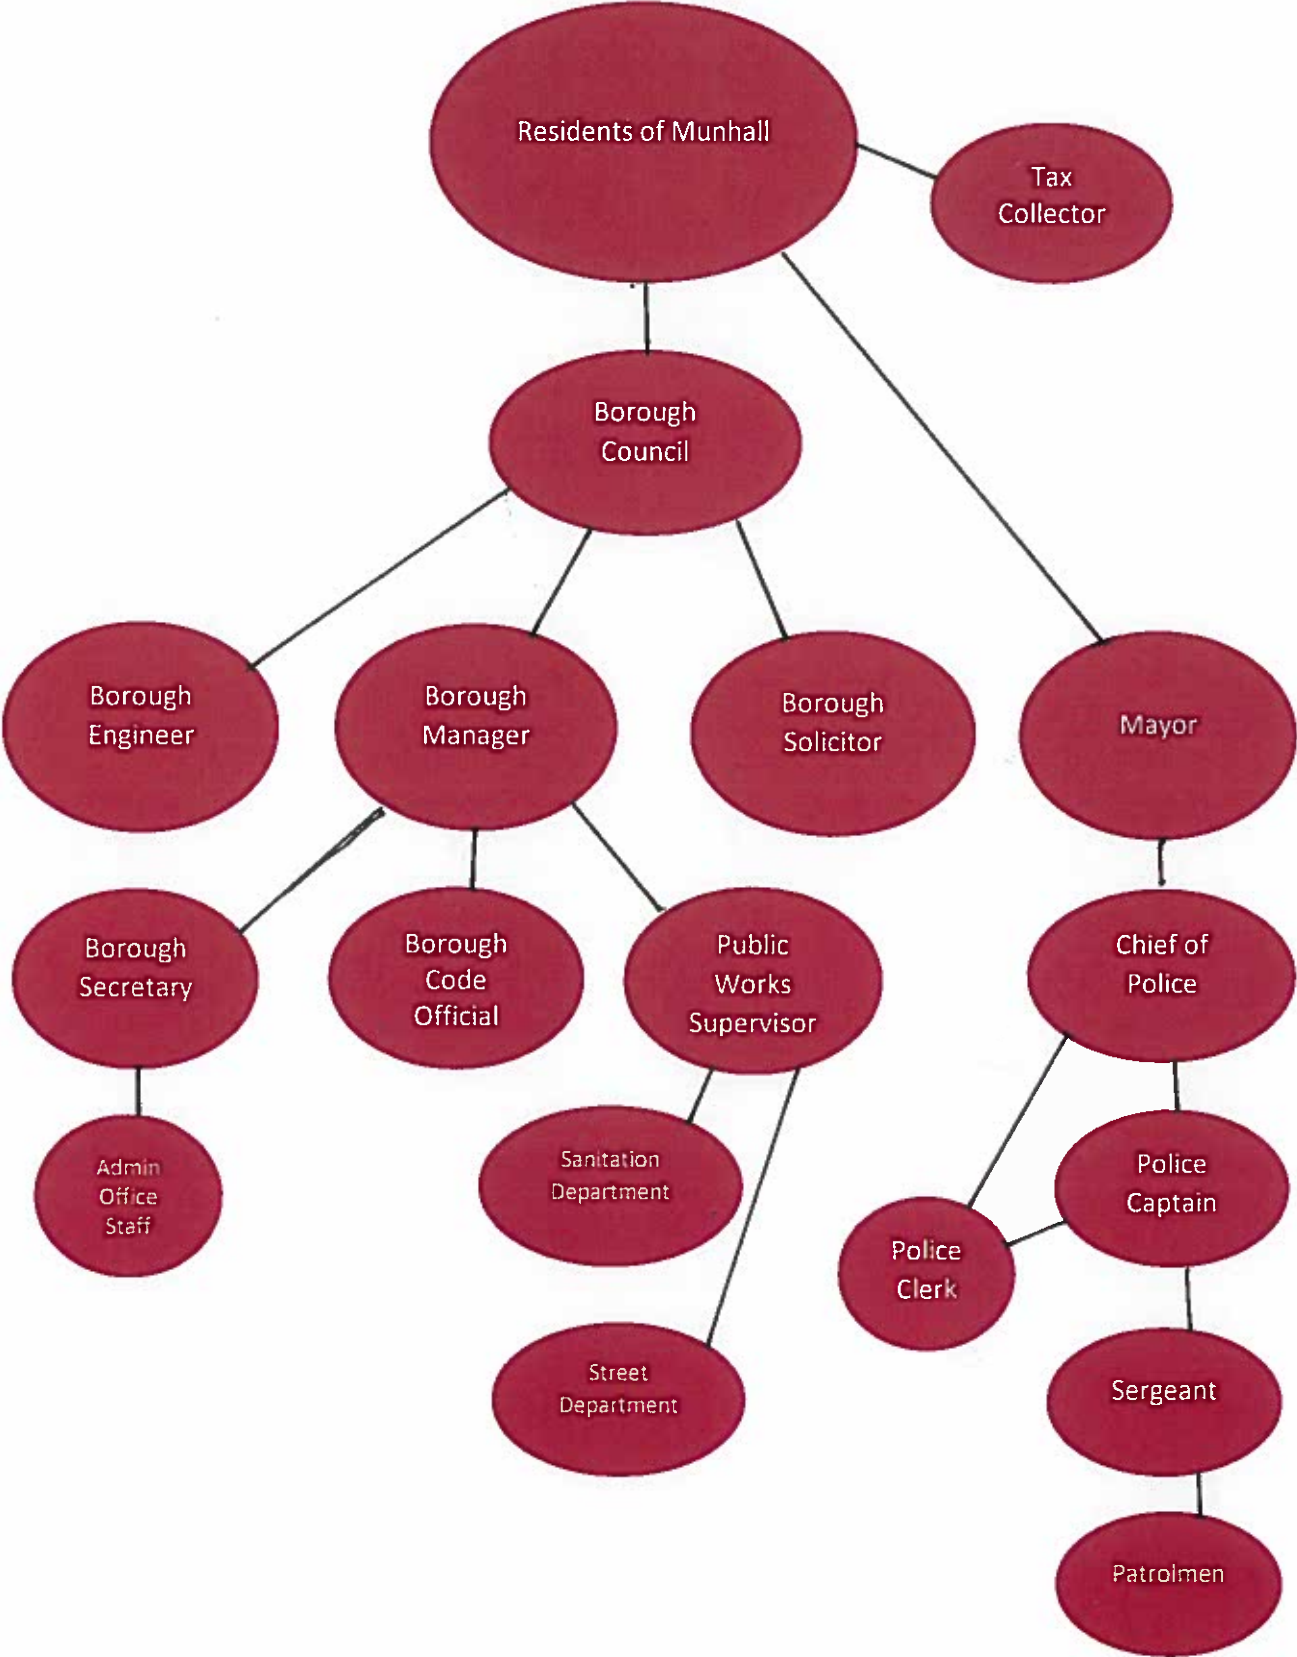 Residents of Munhall
Tax
Collector
Borough
Council
Borough
Engineer
Borough
Manager
Borough
Solicitor
Mayor
Borough
Secretary
Borough
Code
Official
Public
Works
Supervisor
Chief of
Police
Admin
Office
Staff
Sanitation
Department
Police
Captain
Police
Clerk
Street
Department
Sergeant
Patrolmen